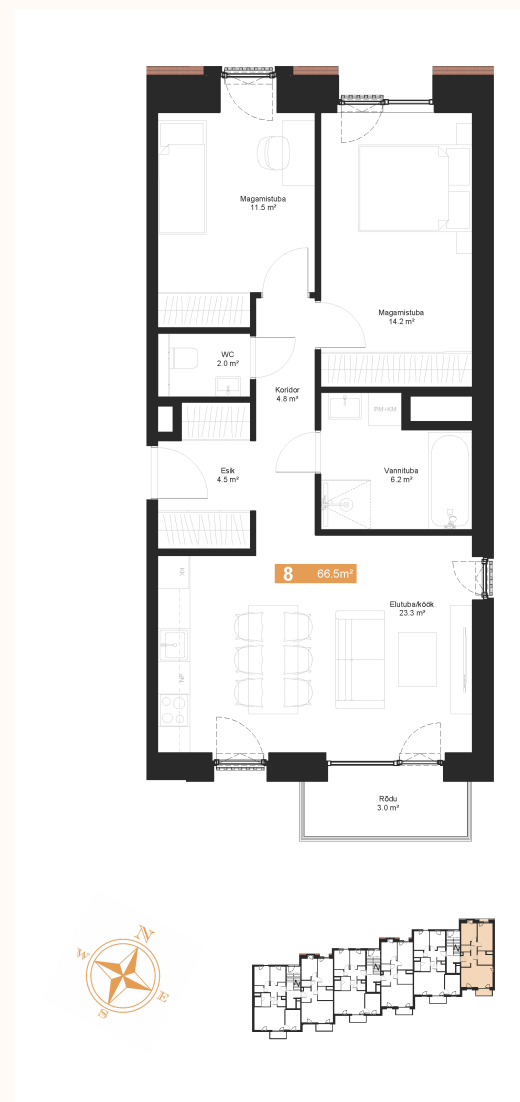 Magamistuba
11.5 m²
Magamistuba
14.2 m²
WC
2.0 m²
Koridor
4.8 m²
PM+KM
Esik
4.5 m²
Vannituba
6.2 m²
8 66.5m²
KK
Elutuba/köök
23.3 m²
NP
Rõdu
3.0 m²
N
W
E
S